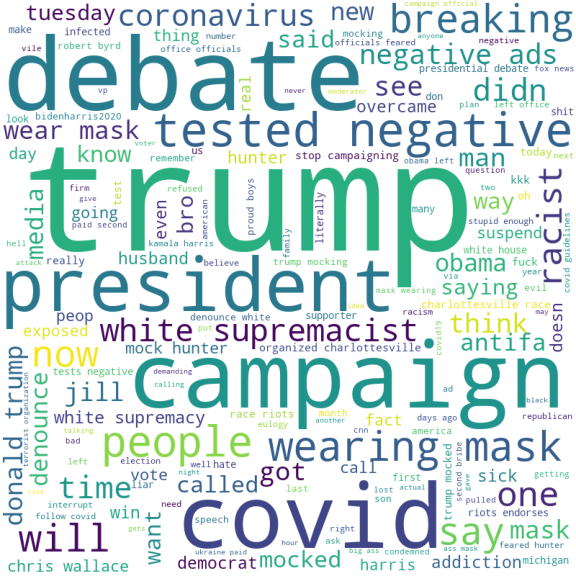 campaign official
tuesday
coronavirus
new
breaking
make
infected
vile
robert byrd
office officials
thing
number
said
mocking
officials feared
anyone
negative
debate
negative ads
presidential debate
fox news
vp
never
moderator
real
see
didn
look
bidenharris2020
don
plan
left office
shit
wear mask
tested negative
overcame
voter
day
know
remember
us
hunter
stop campaigning
obama left
man
today
next
trump
media
firm
give
test
refused
going
paid second
even
bro
american
proud boys
literally
many
question
kkk
two
oh
way
stupid enough
racist
covid guidelines
suspend
husband
kamala harris
family
hell
attack
really
believe
trump mocking
white house
obama
via
fuck
year
saying
evil
president
mask wearing
idea
supporter
denounce white
put
racism
charlottesville race
may
doesn
peop
exposed
white supremacist
organized charlottesville
think
antifa
covid19
now
mock hunter
donald trump
jill
tests negative
demanding
calling
campaign
ad
black
denounce
white supremacy
race riots
eulogy
month
another
fact
days ago
republican
terrorist organization
talking
bad
people
cnn
america
wearing mask
left
election
night
well
hate
got
call
trump mocked
second bribe
gave
sick
getting
time
vote
liar
called
last
first
lost
son
actual
one
sick
follow covid
interrupt
win
need
want
speech
covid
right
ask
say
pulled
riots endorses
mask
feared hunter
will
gets
ukraine paid
hour
big ass
condemned
ass mask
chris wallace
democrat
mocked
harris
addiction
michigan